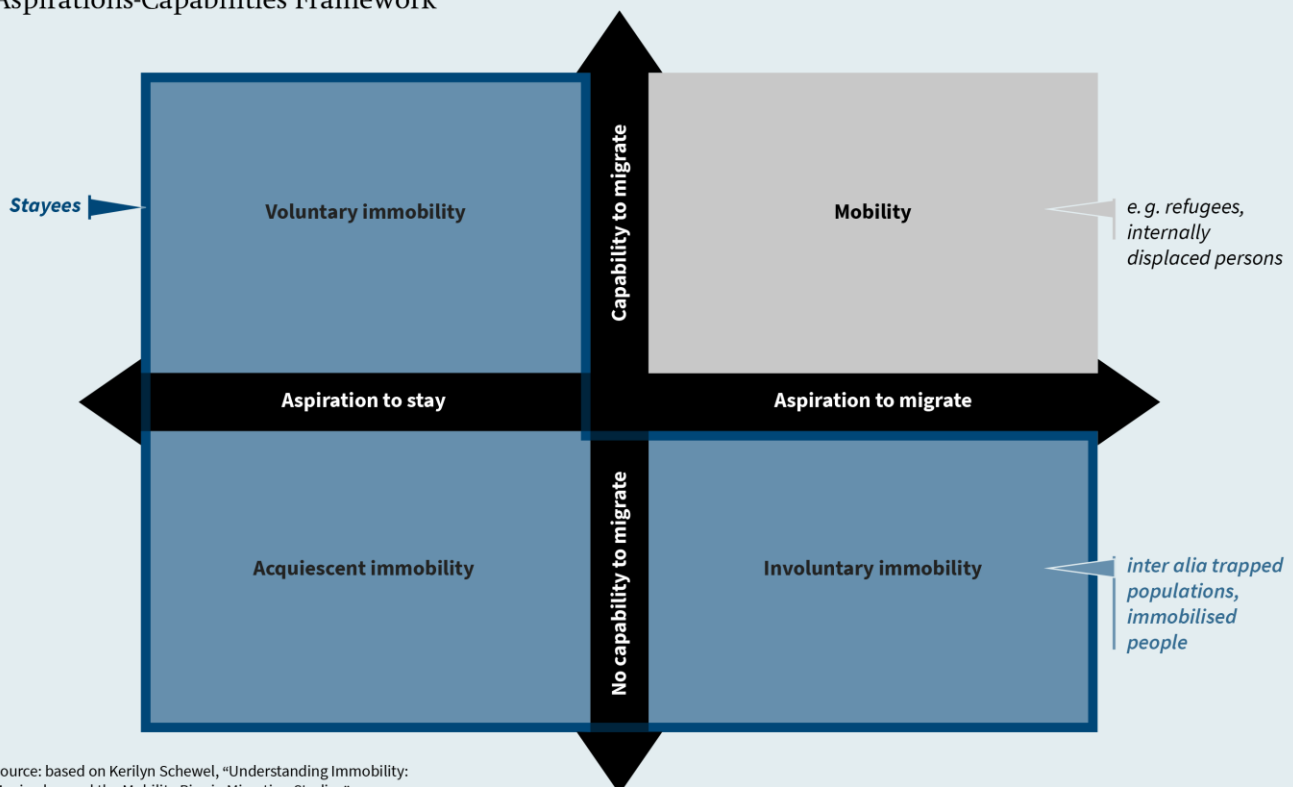 Aspirations-Capabilities Framework
Capability to migrate
Stayees
Voluntary immobility
Mobility
e. g. refugees,
internally
displaced persons
Aspiration to stay
Aspiration to migrate
No capability to migrate
Acquiescent immobility
Involuntary immobility
inter alia trapped
populations,
immobilised
people
ource: based on Kerilyn Schewel, “Understanding Immobility: